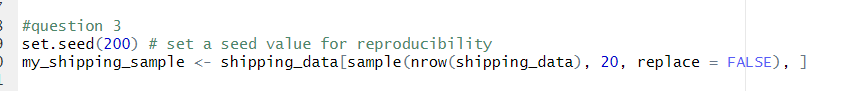 #question 3
set.seed(200) # set a seed value for reproducibility
my_shipping_sample <- shipping_data[sample(nrow(shipping_data), 20, replace = FALSE), ]